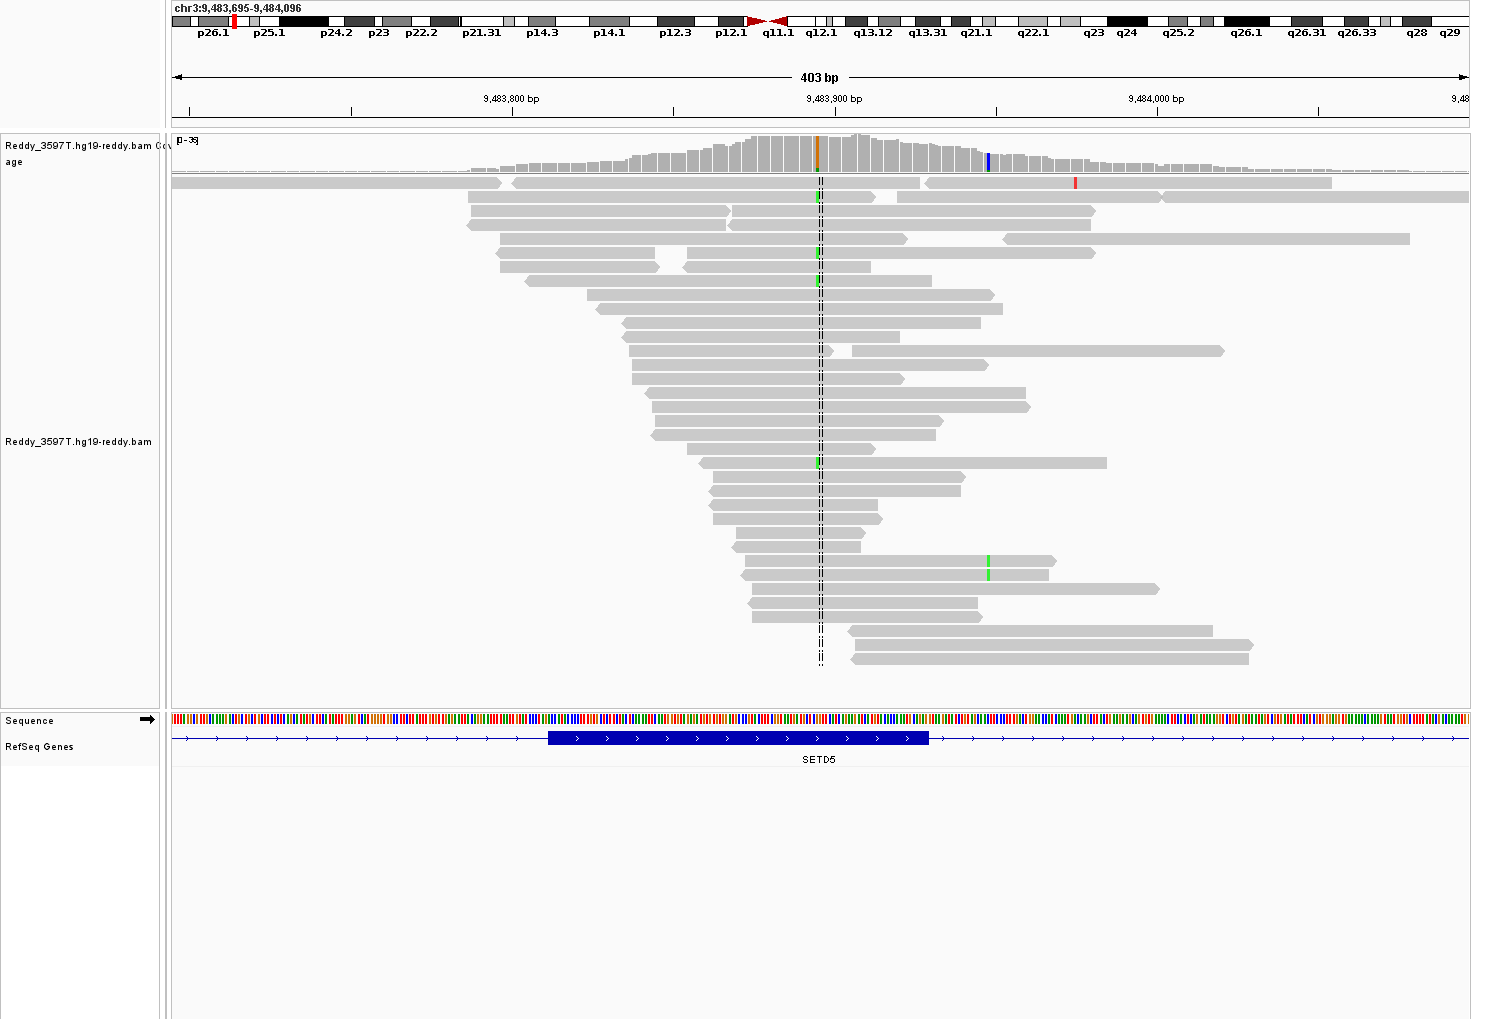 chr3:9,483,695-9,484,096
p26.1 p25.1 p24.2 p23 p22.2 p21.31 p14.3 p14.1 p12.3 p12.1 q11.1 q12.1 q13.12 q13.31 q21.1 q22.1 q23 q24 q25.2 q26.1 q26.31 q26.33 q28 q29
403 bp
9,483,800 bp 9,483,900 bp 9,484,000 bp 9,48
Reddy_3597T.hg19-reddy.bam Cov
age
[0-36]
Reddy_3597T.hg19-reddy.bam
Sequence
RefSeq Genes
SETD5